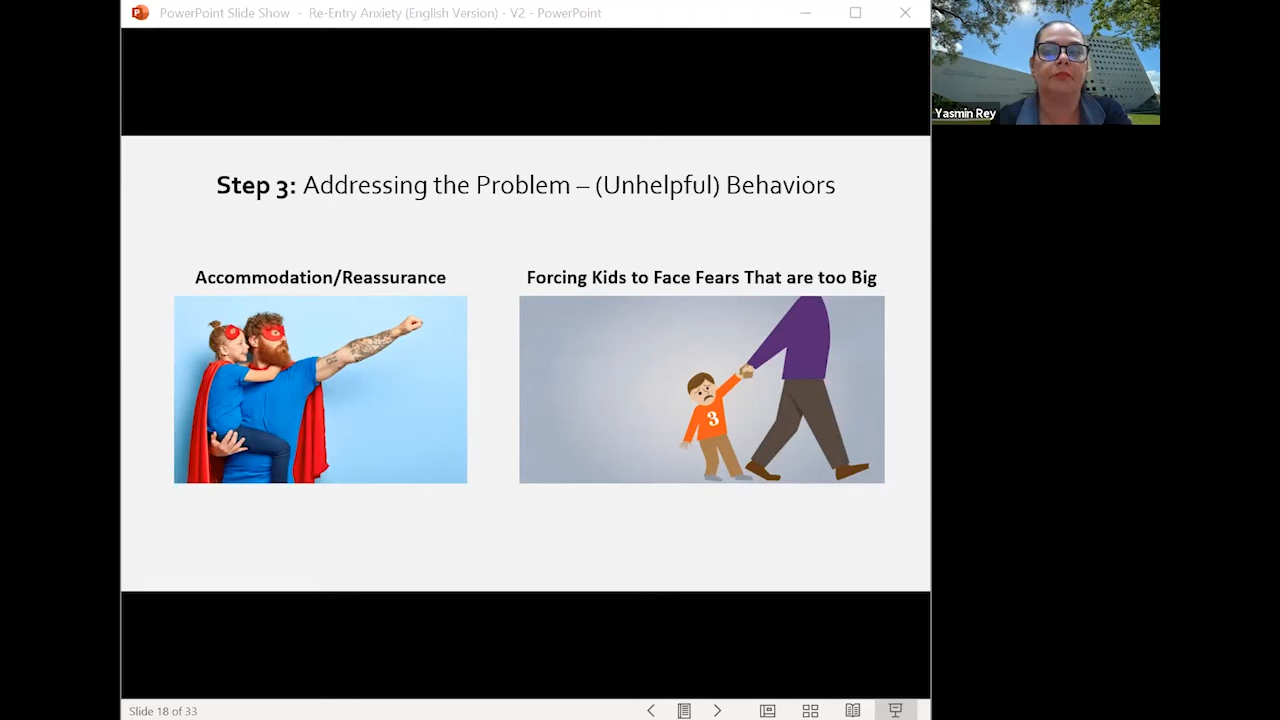 PowerPoint Slide Show - Re-Entry Anxiety (English Version) - V2 - PowerPoint
Yasmin Rey
Step 3: Addressing the Problem – (Unhelpful) Behaviors
Accommodation/Reassurance
Forcing Kids to Face Fears That are too Big
3
Slide 18 of 33